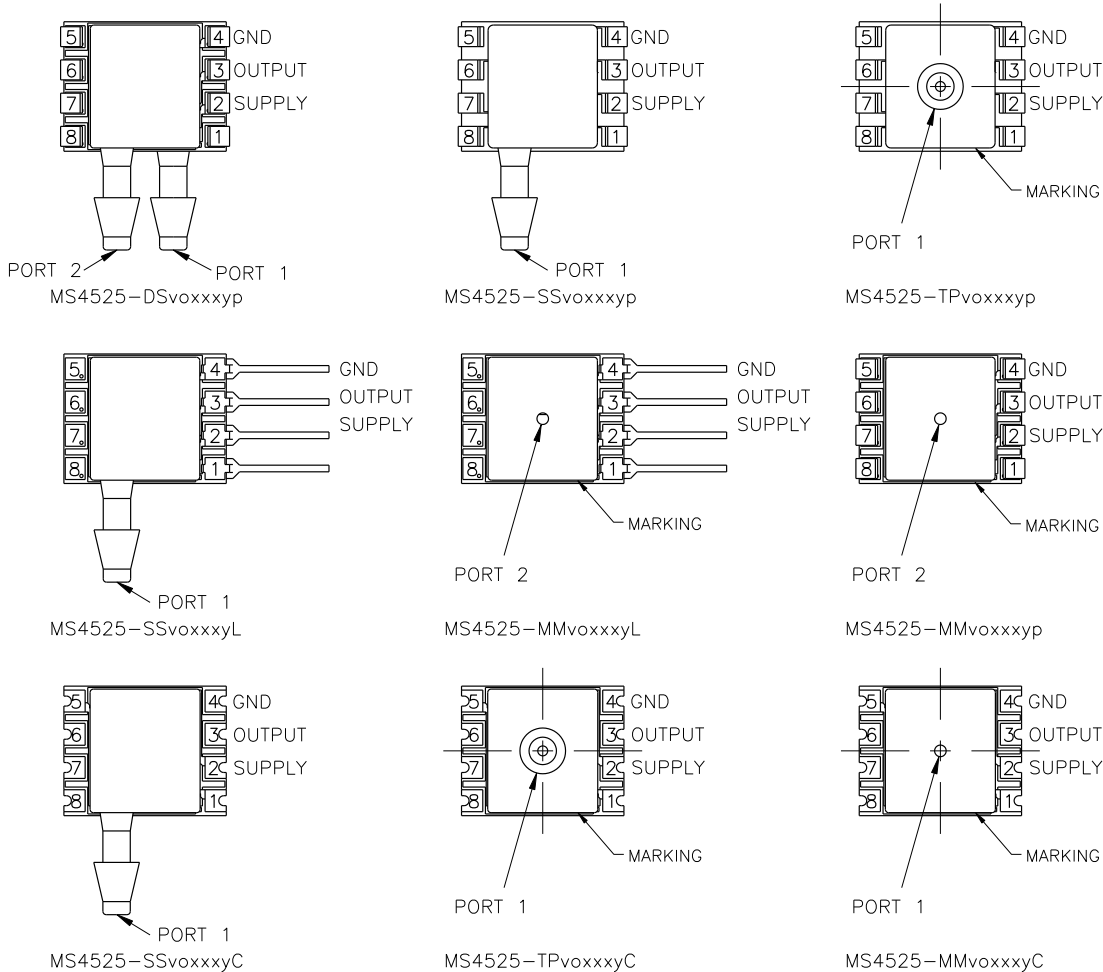 5 4 GND
6 3 OUTPUT
7 2 SUPPLY
8 1
PORT 2 PORT 1
MS4525-DSvoxxxyp
5 4 GND
6 3 OUTPUT
7 2 SUPPLY
8 1
PORT 1
MS4525-SSvoxxxyp
5 4 GND
6 3 OUTPUT
7 2 SUPPLY
8 1
MARKING
PORT 1
MS4525-TPvoxxxyp
5 4 GND
6 3 OUTPUT
7 2 SUPPLY
8 1
PORT 1
MS4525-SSvoxxxyL
5 4 GND
6 3 OUTPUT
7 2 SUPPLY
8 1
MARKING
PORT 2
MS4525-MMvoxxxyL
5 4 GND
6 3 OUTPUT
7 2 SUPPLY
8 1
MARKING
PORT 2
MS4525-MMvoxxxyp
5 4 GND
6 3 OUTPUT
7 2 SUPPLY
8 1
PORT 1
MS4525-SSvoxxxyC
5 4 GND
6 3 OUTPUT
7 2 SUPPLY
8 1
MARKING
PORT 1
MS4525-TPvoxxxyC
5 4 GND
6 3 OUTPUT
7 2 SUPPLY
8 1
MARKING
PORT 1
MS4525-MMvoxxxyC